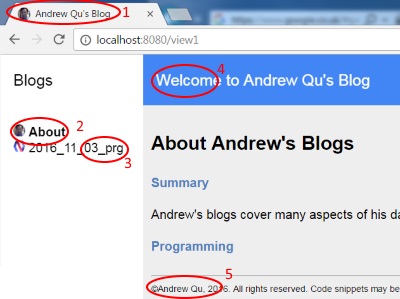 Andrew Qu's Blog
1
localhost:8080/view1
Blogs
4
Welcome to Andrew Qu's Blog
2
About
2016_11_03_prg
3
About Andrew's Blogs
Summary
Andrew's blogs cover many aspects of his da
Programming
5
©Andrew Qu, 2016. All rights reserved. Code snippets may be